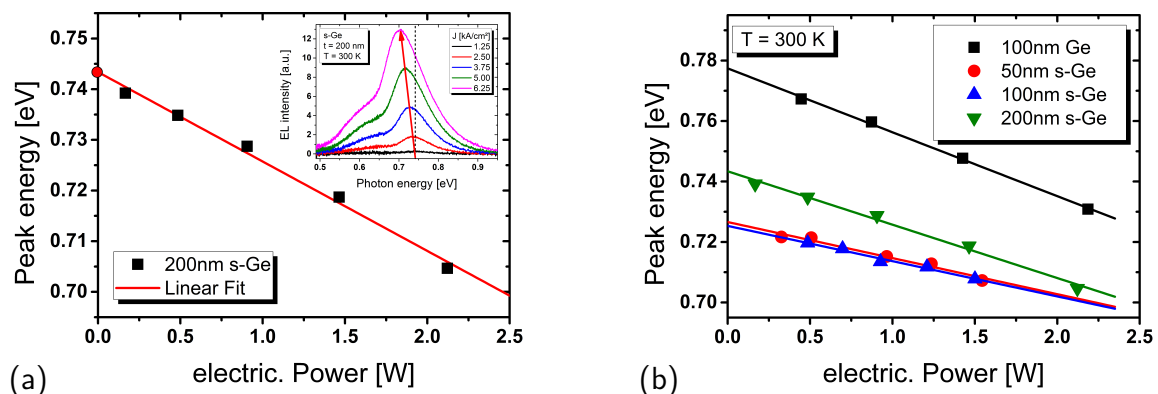 0.75
0.74
0.73
0.72
0.71
0.70
Peak energy [eV]
0.0 0.5 1.0 1.5 2.0 2.5
electric. Power [W]
200nm s-Ge
Linear Fit
s-Ge
t = 200 nm
T = 300 K
J [kA/cm²]
1.25
2.50
3.75
5.00
6.25
12
10
8
6
4
2
0
EL intensity [a.u.]
0.5 0.6 0.7 0.8 0.9
Photon energy [eV]
(a)
T = 300 K
100nm Ge
50nm s-Ge
100nm s-Ge
200nm s-Ge
0.78
0.76
0.74
0.72
0.70
Peak energy [eV]
0.0 0.5 1.0 1.5 2.0 2.5
electric. Power [W]
(b)